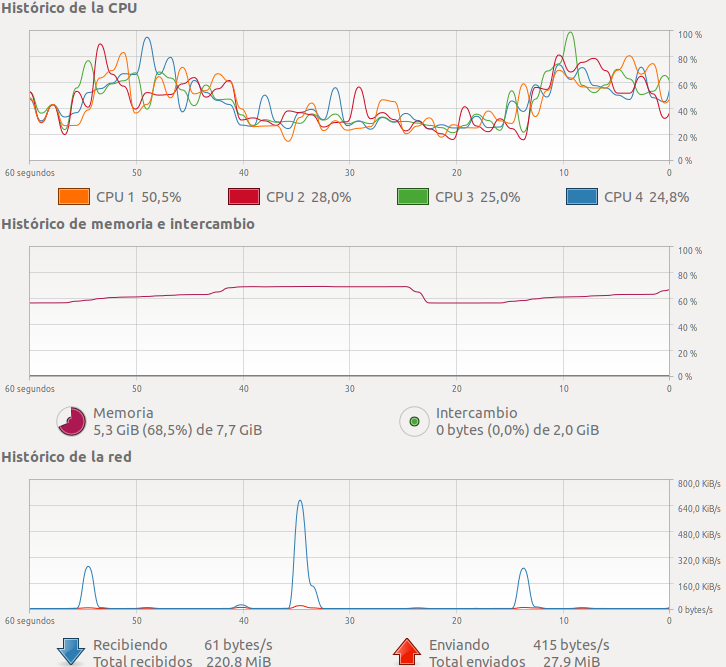 Histórico de la CPU
100 %
80 %
60 %
40 %
20 %
0 %
60 segundos 50 40 30 20 10 0
CPU 1 50,5% CPU 2 28,0% CPU 3 25,0% CPU 4 24,8%
Histórico de memoria e intercambio
100 %
80 %
60 %
40 %
20 %
0 %
60 segundos 50 40 30 20 10 0
Memoria
5,3 GiB (68,5%) de 7,7 GiB
Intercambio
0 bytes (0,0%) de 2,0 GiB
Histórico de la red
800,0 KiB/s
640,0 KiB/s
480,0 KiB/s
320,0 KiB/s
160,0 KiB/s
0 bytes/s
60 segundos 50 40 30 20 10 0
Recibiendo 61 bytes/s
Total recibidos 220,8 MiB
Enviando 415 bytes/s
Total enviados 27,9 MiB